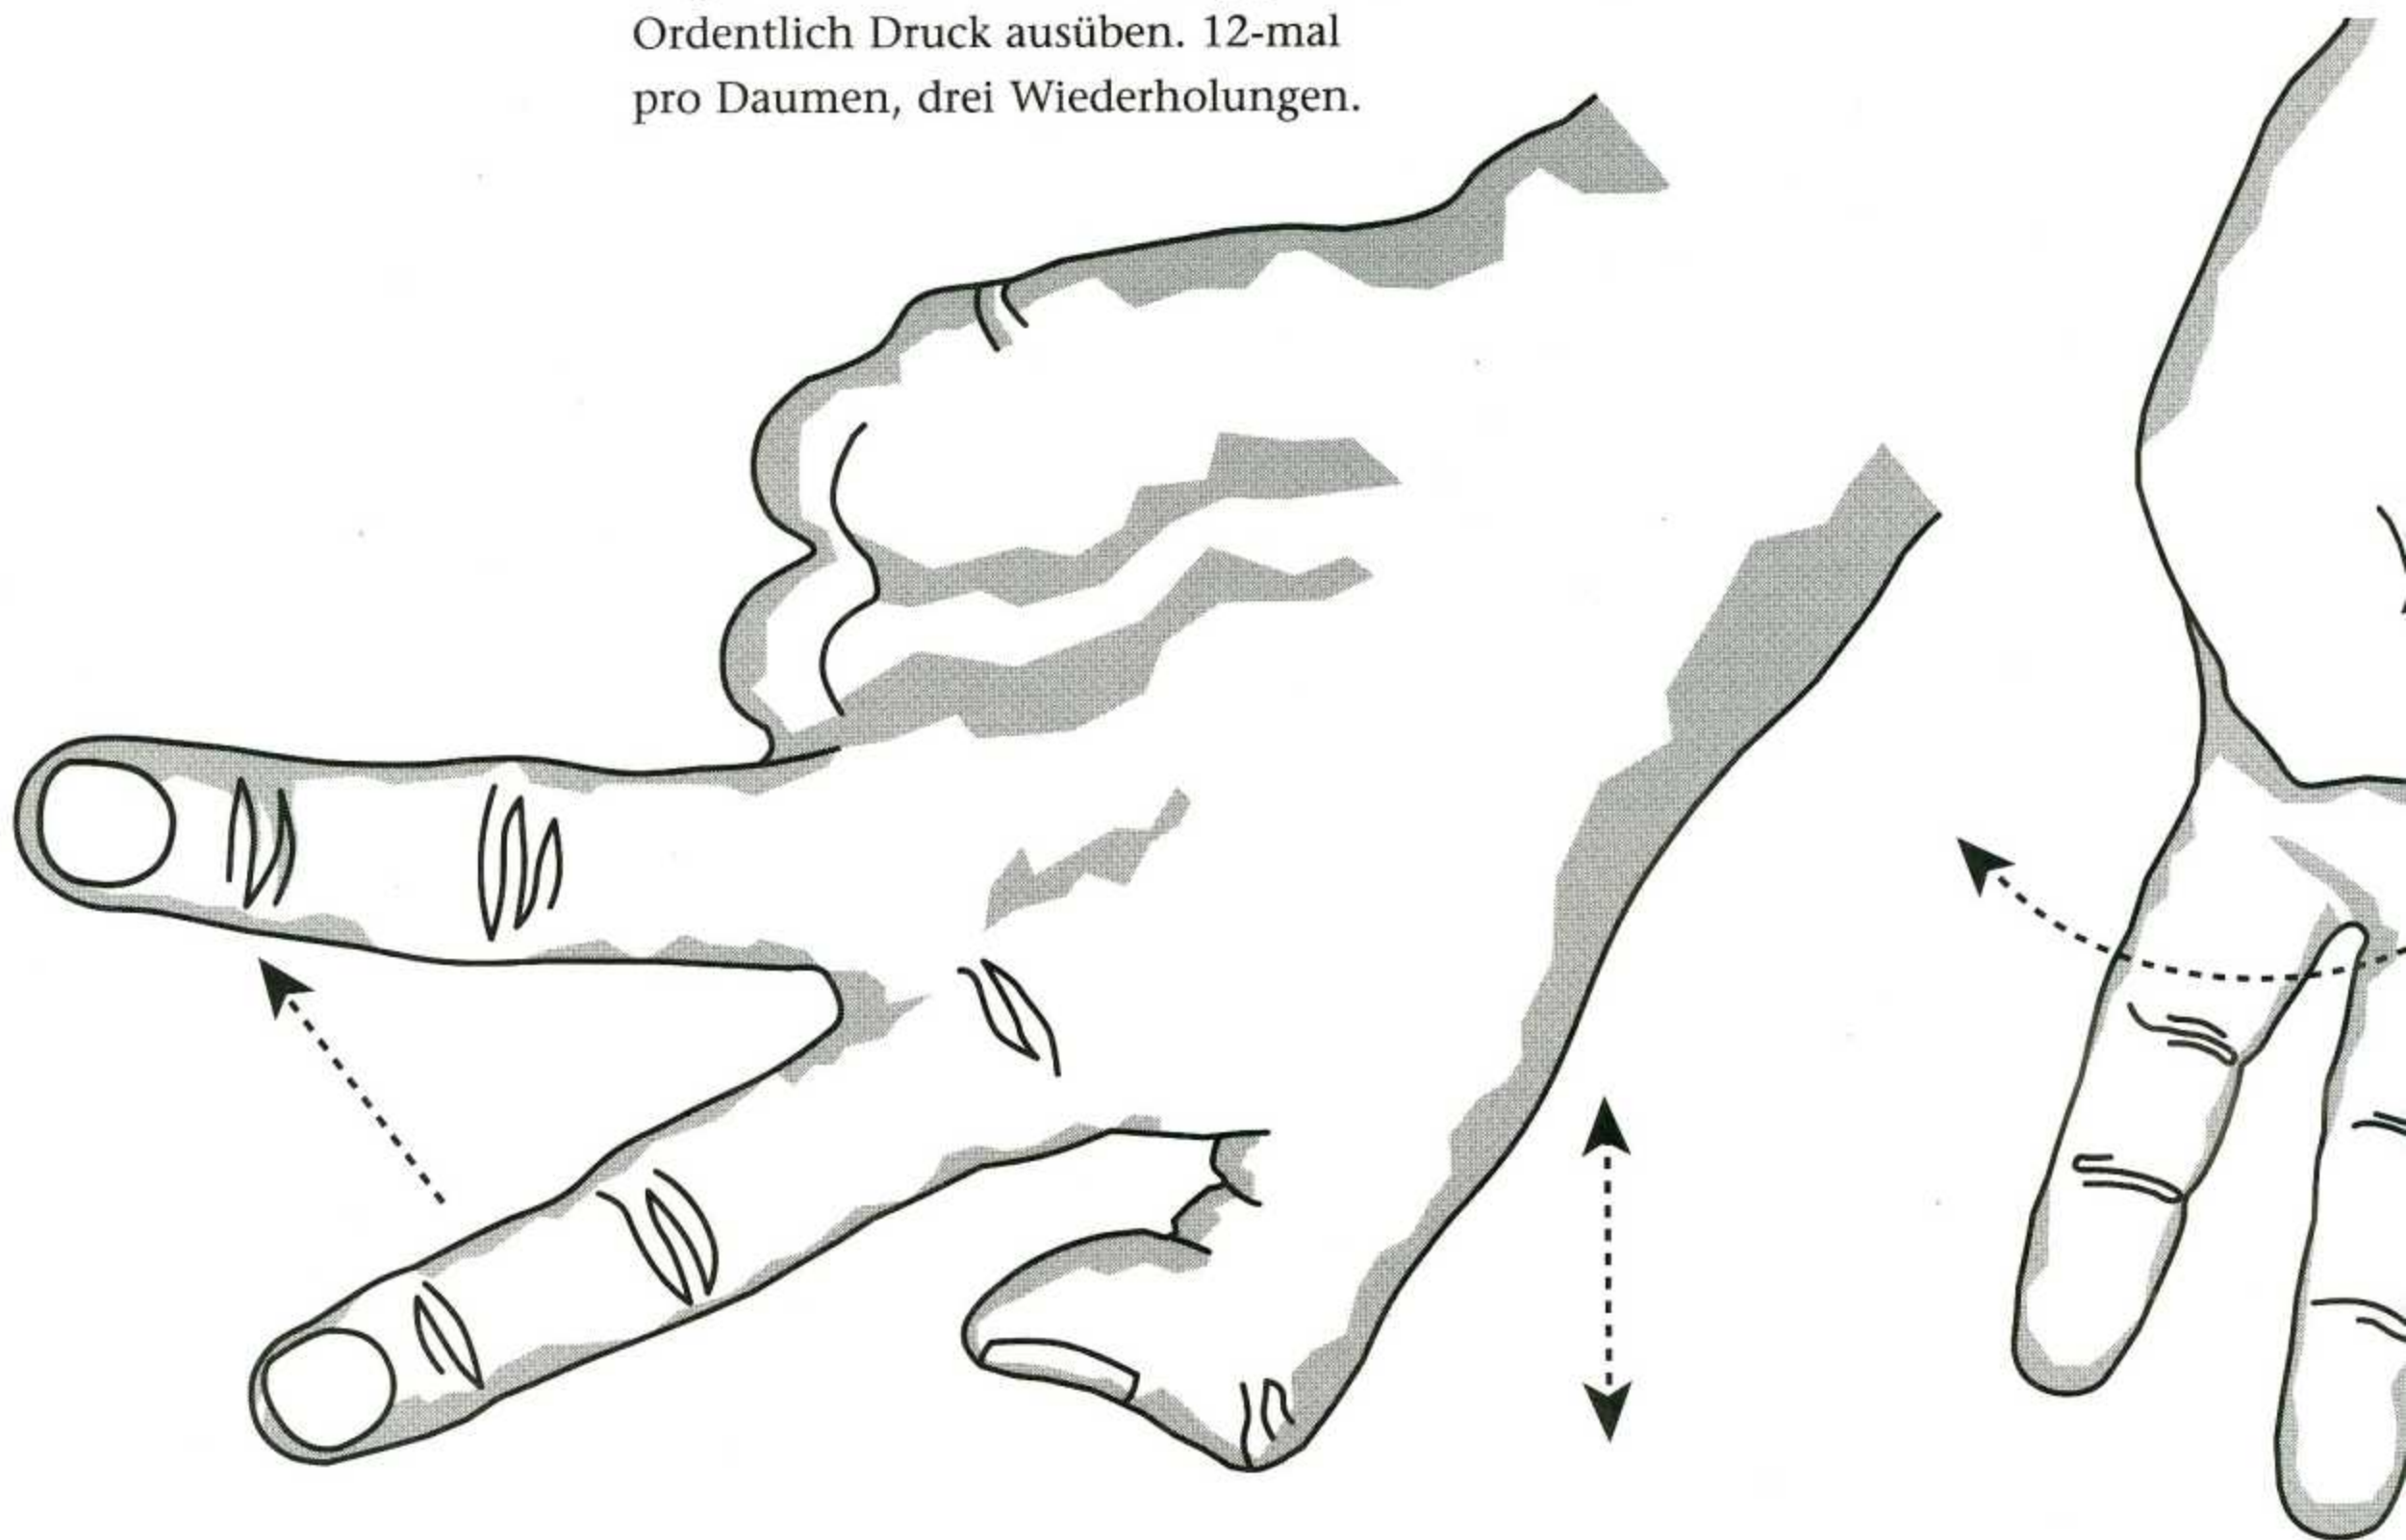 Ordentlich Druck ausüben. 12-mal
pro Daumen, drei Wiederholungen.